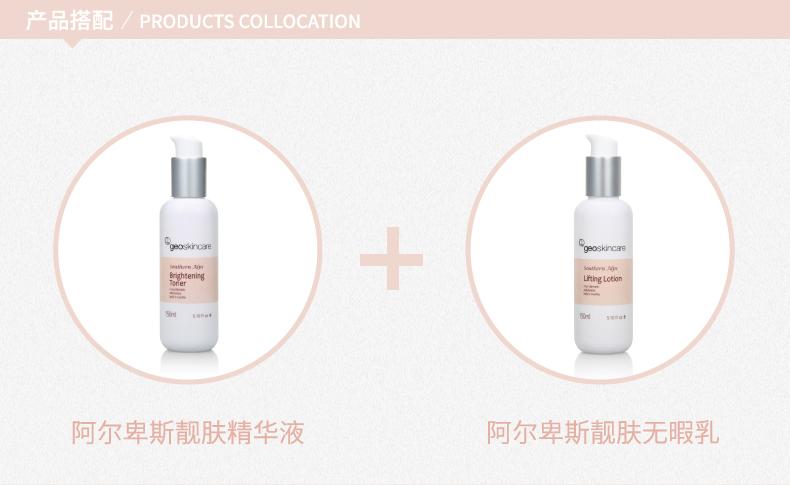 产品搭配 / PRODUCTS COLLOCATION
geoskincare
Southern Alps
Brightening
Toner
150ml
geoskincare
Southern Alps
Lifting Lotion
150ml
阿尔卑斯靓肤精华液
阿尔卑斯靓肤无暇乳